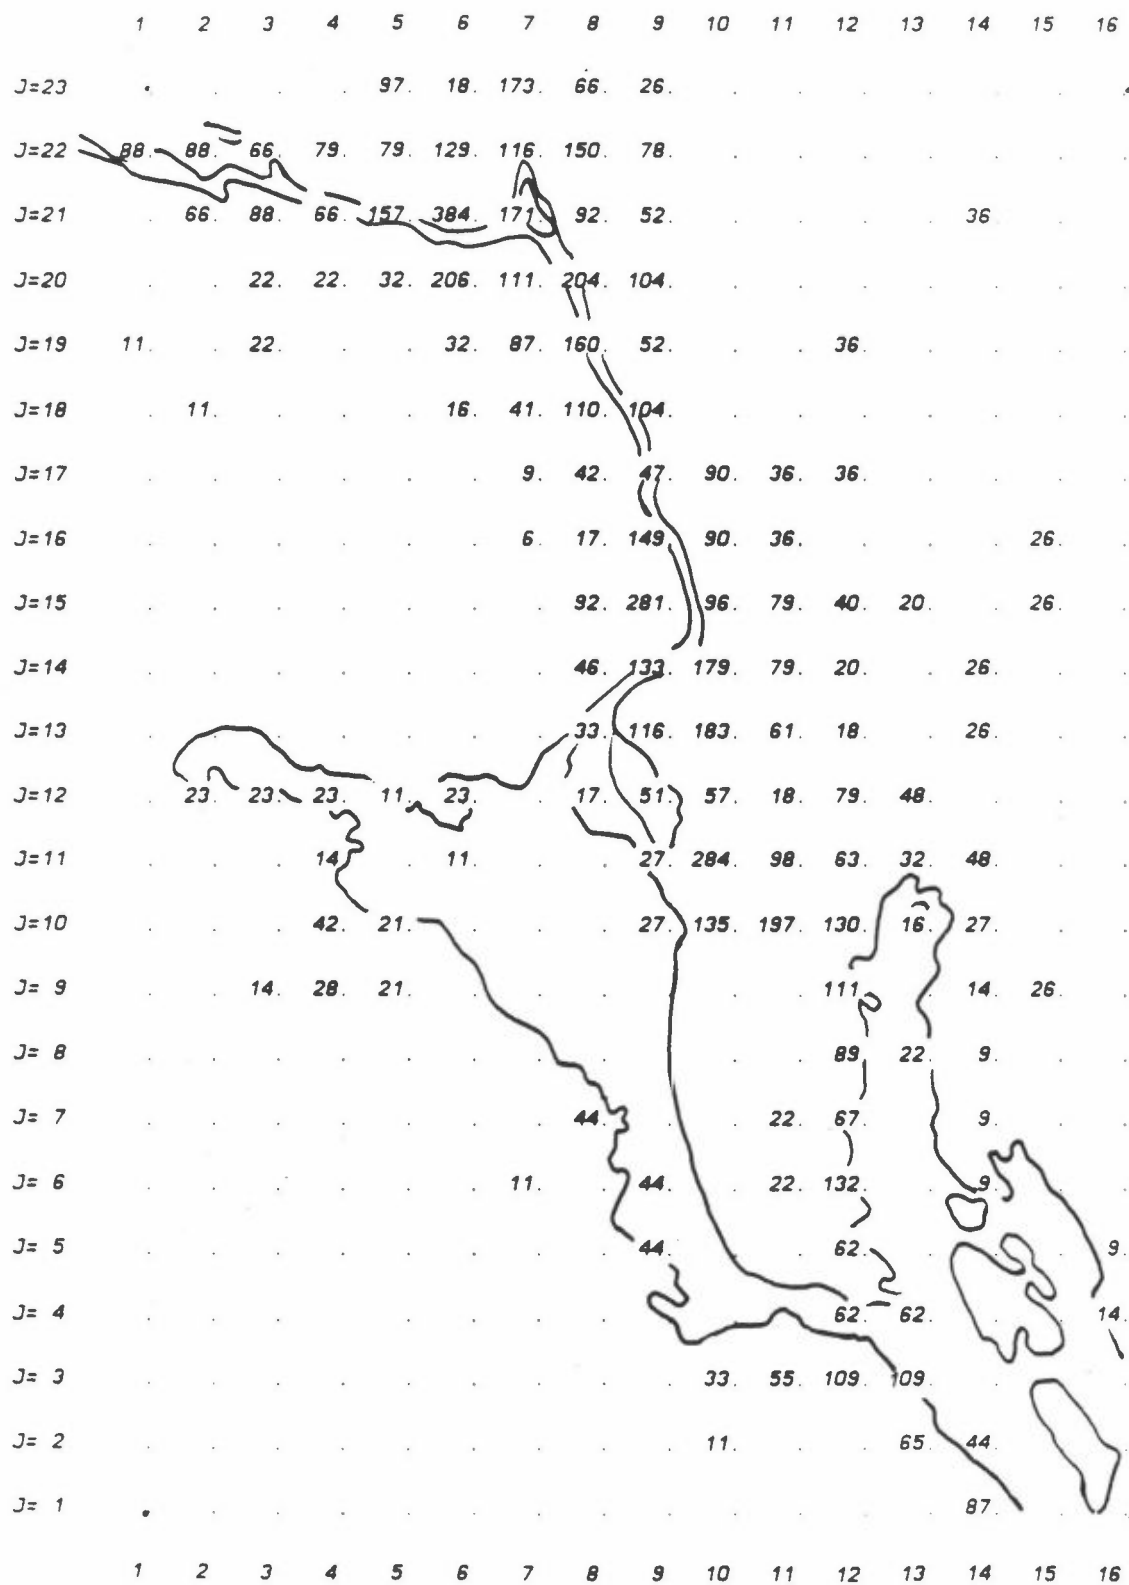 1 2 3 4 5 6 7 8 9 10 11 12 13 14 15 16
J=23 . . . . 97. 18. 173. 66. 26. . . . . . . .
J=22 88. 88. 66. 79. 79. 129. 116. 150. 78. . . . . . . .
J=21 . 66. 88. 66. 157. 384. 171. 92. 52. . . . . 36. . .
J=20 . . 22. 22. 32. 206. 111. 204. 104. . . . . . . .
J=19 11. . 22. . . 32. 87. 160. 52. . . 36. . . . .
J=18 . 11. . . . 16. 41. 110. 104. . . . . . . .
J=17 . . . . . . 9. 42. 47. 90. 36. 36. . . . .
J=16 . . . . . . 6. 17. 149. 90. 36. . . . 26. .
J=15 . . . . . . . 92. 281. 96. 79. 40. 20. . 26. .
J=14 . . . . . . . 46. 133. 179. 79. 20. . 26. . .
J=13 . . . . . . . 33. 116. 183. 61. 18. . 26. . .
J=12 . 23. 23. 23. 11. 23. . 17. 51. 57. 18. 79. 48. . . .
J=11 . . . 14. . 11. . . 27. 284. 98. 63. 32. 48. . .
J=10 . . . 42. 21. . . . 27. 135. 197. 130. 16. 27. . .
J= 9 . . 14. 28. 21. . . . . . . 111. . 14. 26. .
J= 8 . . . . . . . . . . . 89. 22. 9. . .
J= 7 . . . . . . . 44. . . 22. 67. . 9. . .
J= 6 . . . . . . 11. . 44. . 22. 132. . 9. . .
J= 5 . . . . . . . . 44. . . 62. . . . 9.
J= 4 . . . . . . . . . . . 62. 62. . . 14.
J= 3 . . . . . . . . . 33. 55. 109. 109. . . .
J= 2 . . . . . . . . . 11. . . 65. 44. . .
J= 1 . . . . . . . . . . . . . 87. . .
1 2 3 4 5 6 7 8 9 10 11 12 13 14 15 16